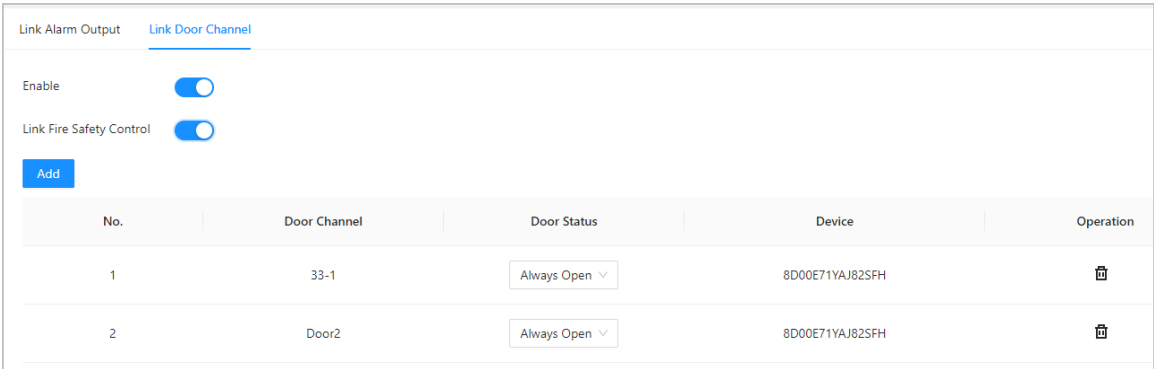 Link Alarm Output Link Door Channel
Enable
Link Fire Safety Control
Add
No. Door Channel Door Status Device Operation
1 33-1 Always Open 8D00E71YAJ82SFH
2 Door2 Always Open 8D00E71YAJ82SFH